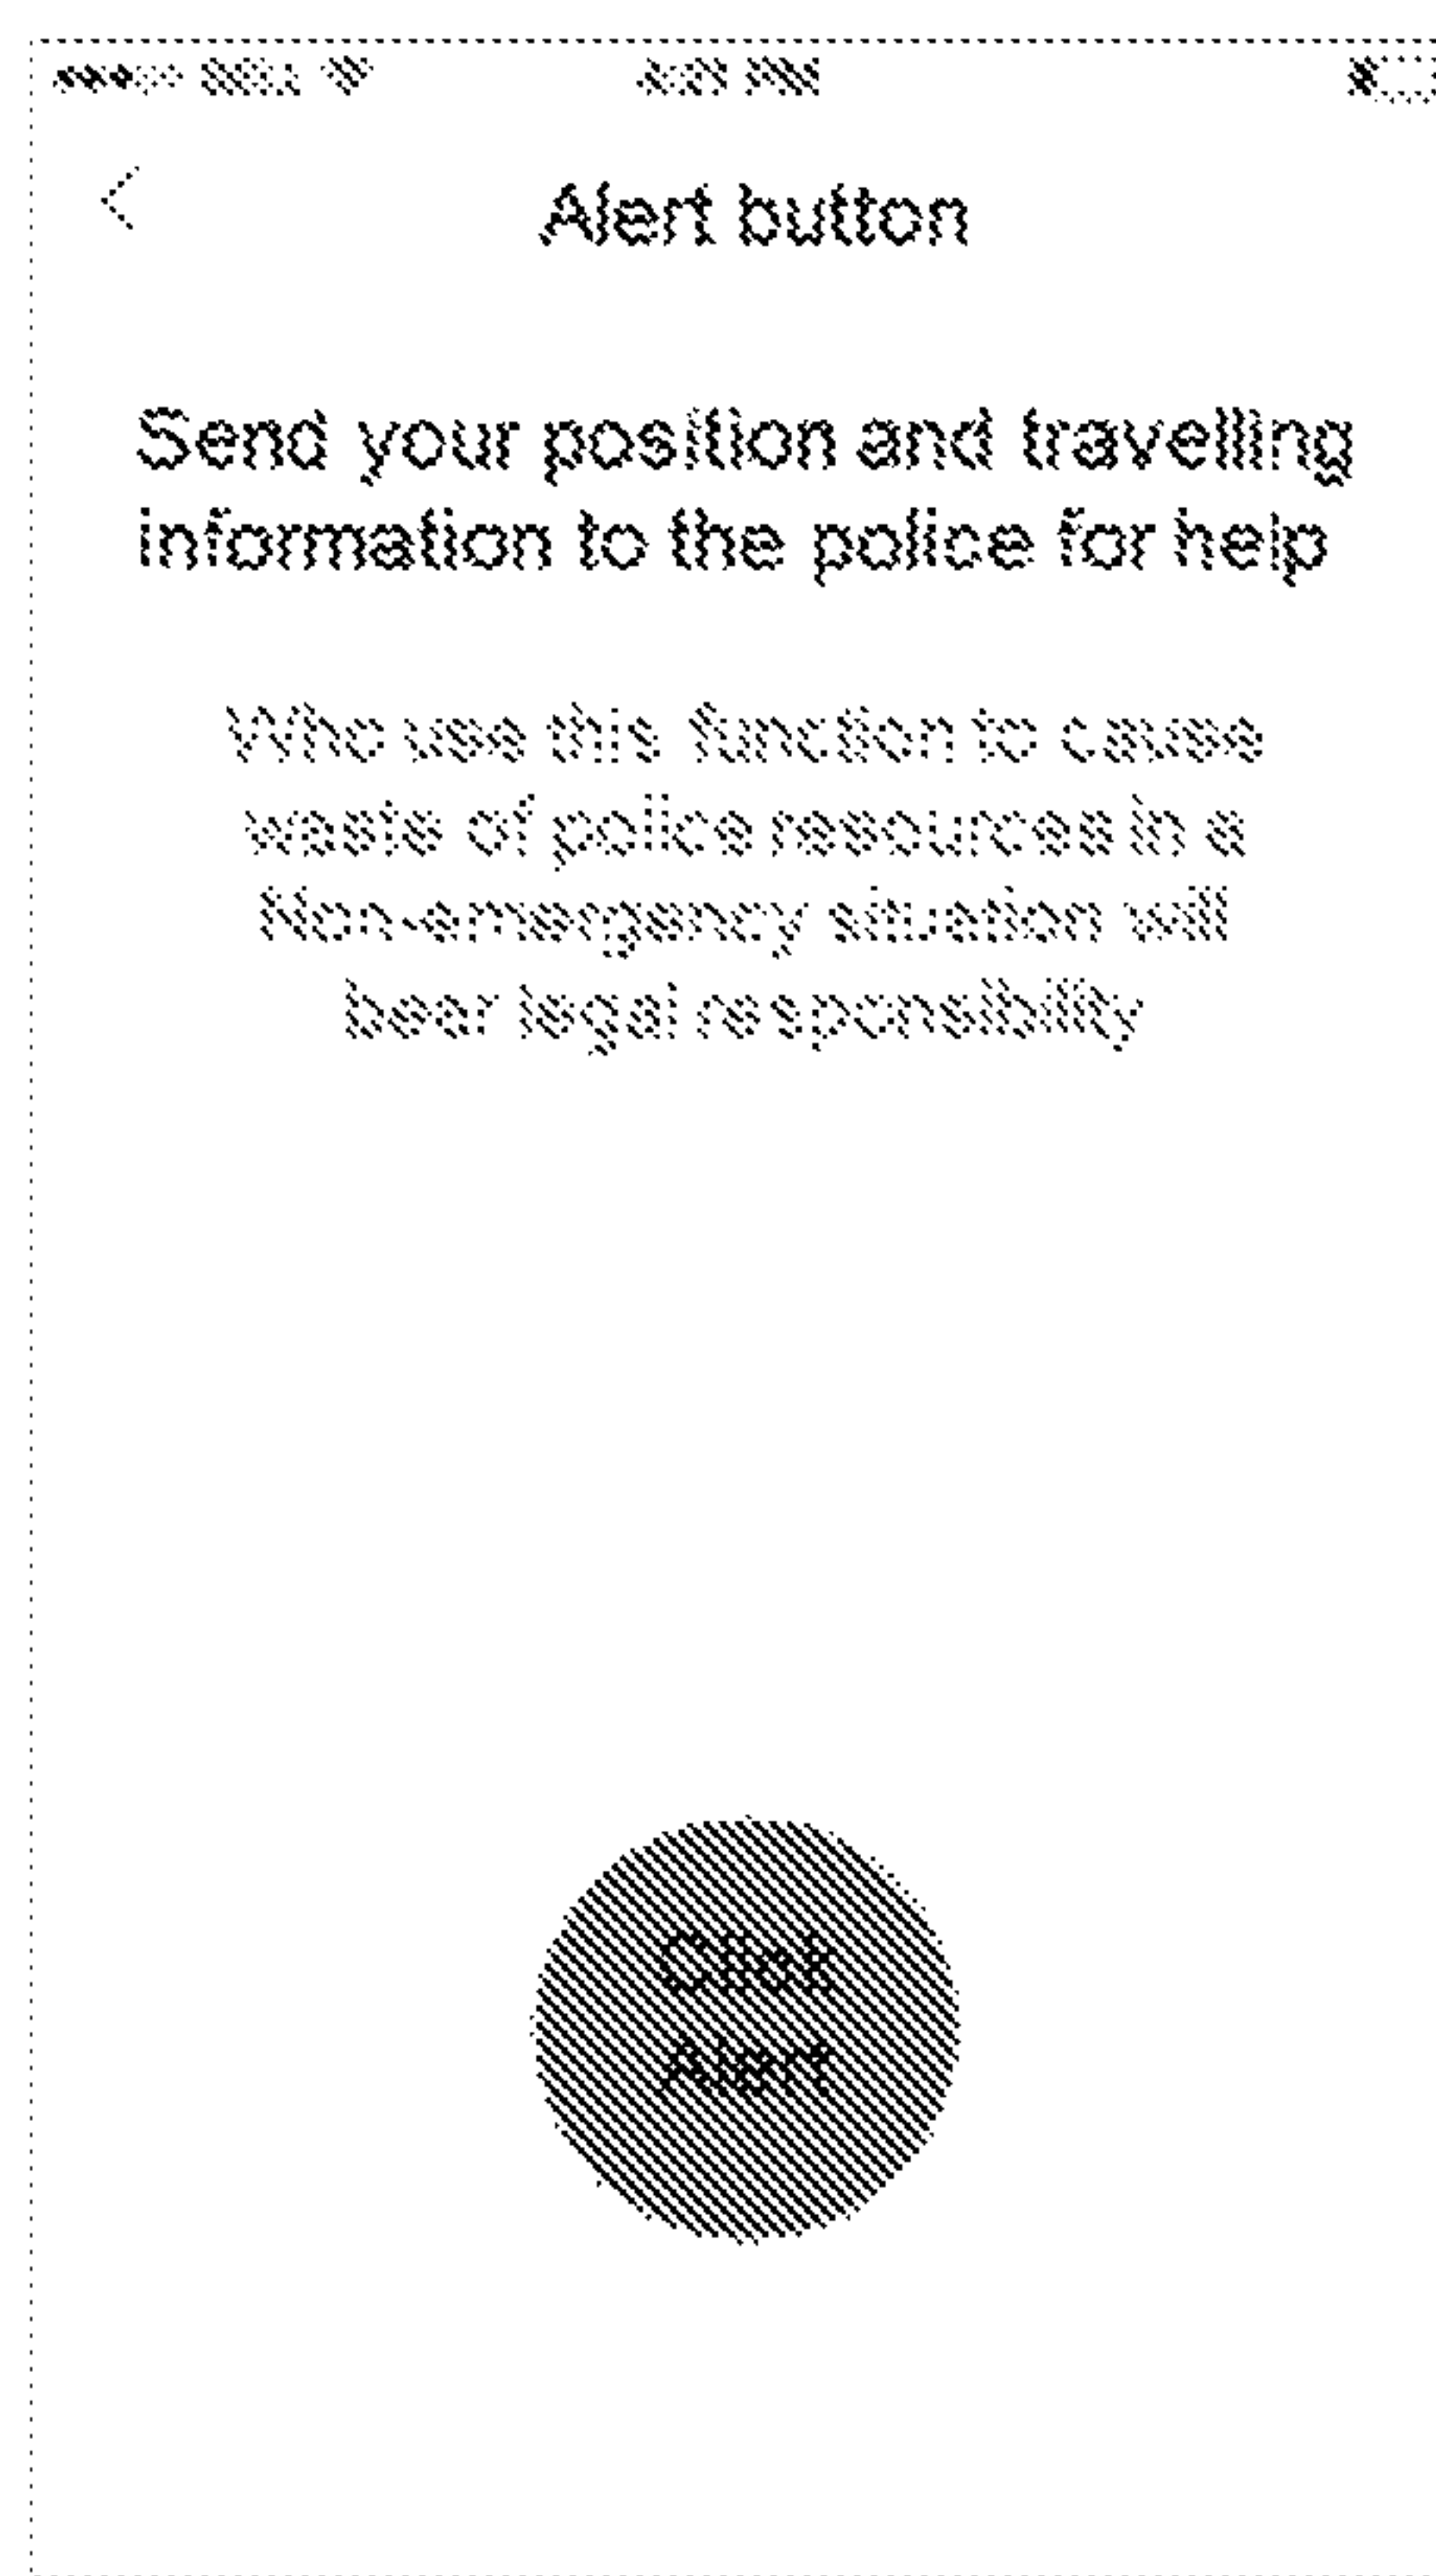 Alert button
Send your position and travelling
information to the police for help
Who use this function to cause
waste of police resources in a
Non-emergency situation will
bear legal responsibility
Click
Alert